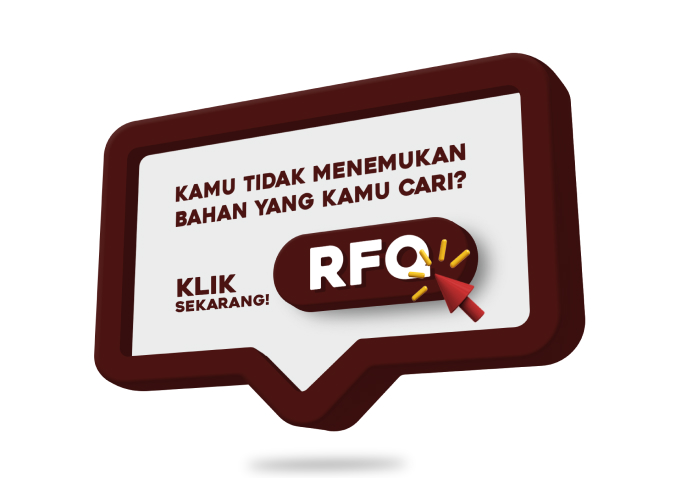 KAMU TIDAK MENEMUKAN
BAHAN YANG KAMU CARI?
KLIK
SEKARANG!
RFQ